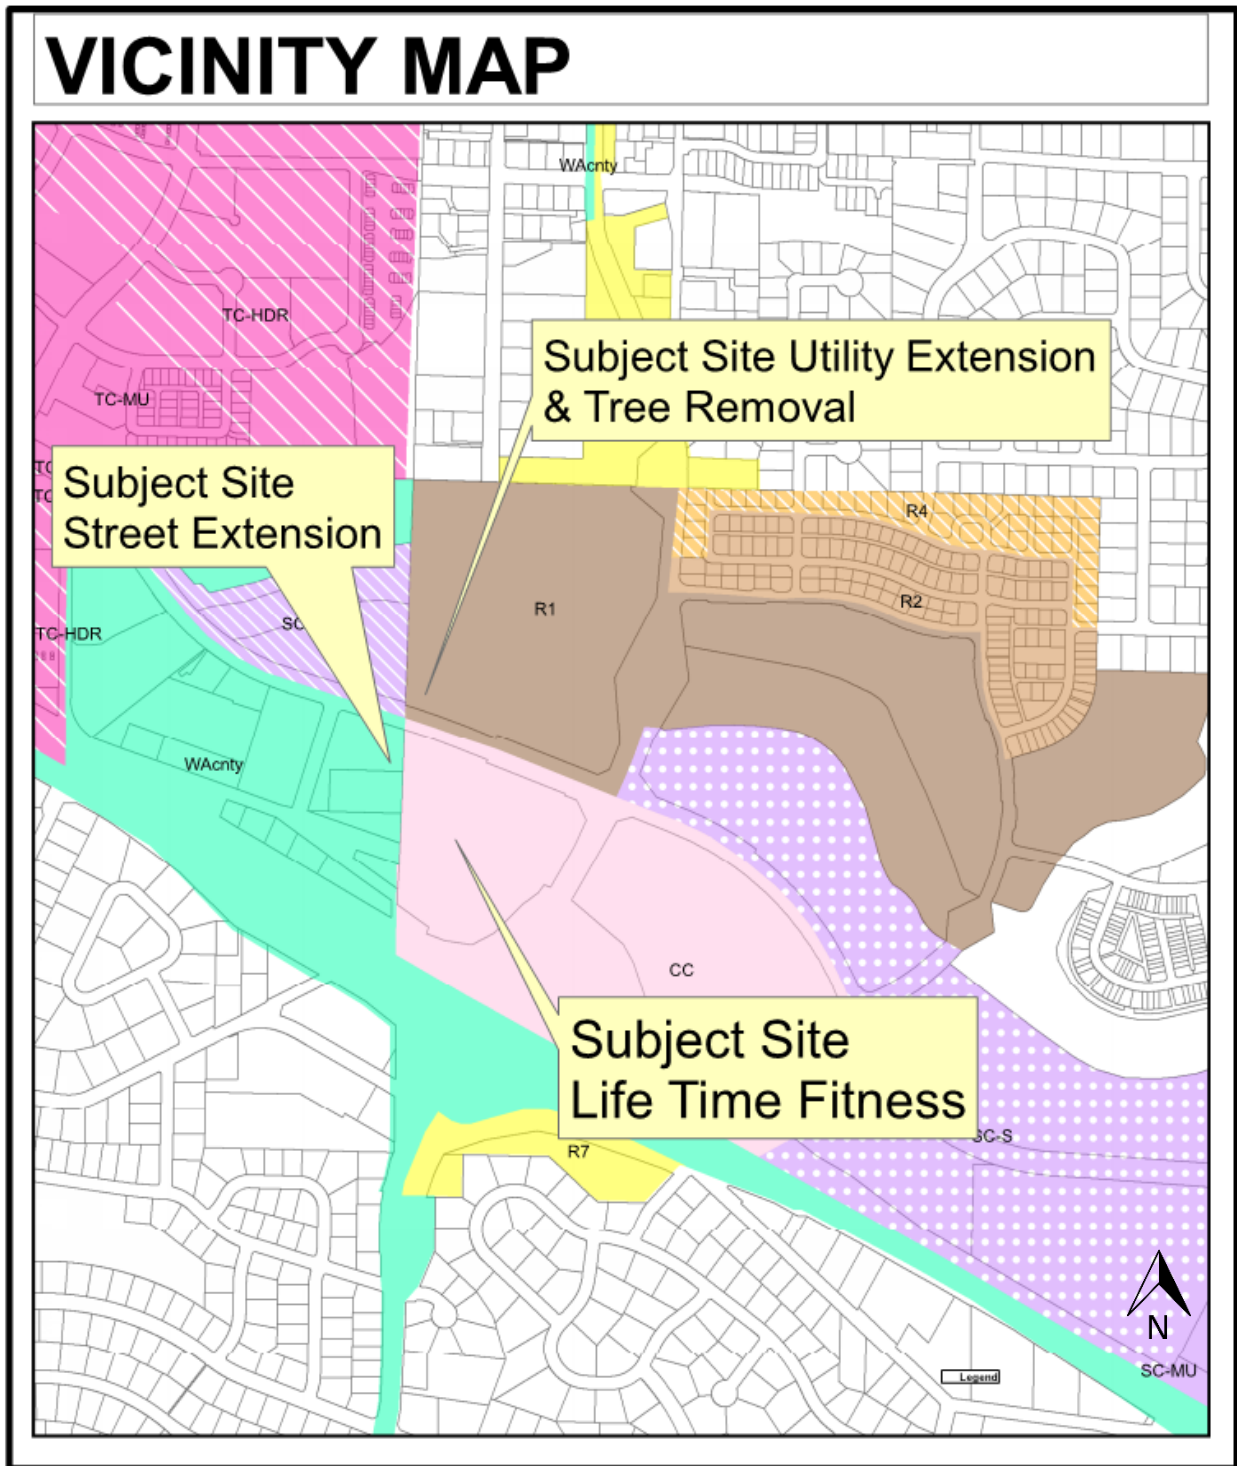 VICINITY MAP
WAcnty
TC-HDR
Subject Site Utility Extension
& Tree Removal
TC-MU
Subject Site
Street Extension
R4
R2
R1
TC-HDR
WAcnty
CC
Subject Site
Life Time Fitness
SC-S
R7
N
SC-MU
Legend